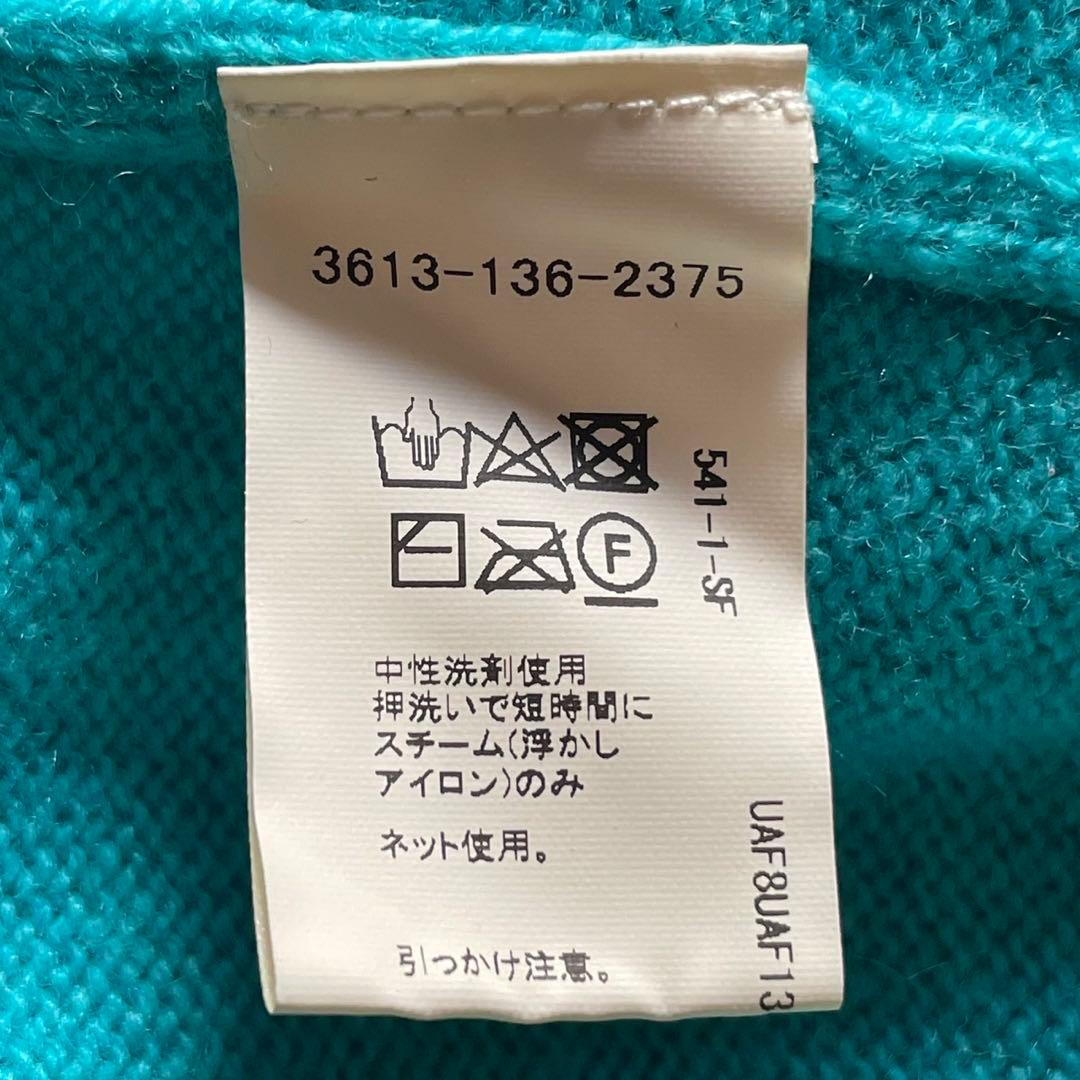 3613-136-2375
541-1-SF
F
中性洗剤使用
押洗いで短時間に
スチーム(浮かし
アイロン)のみ
ネット使用。
UAF8UAF13
引っかけ注意。